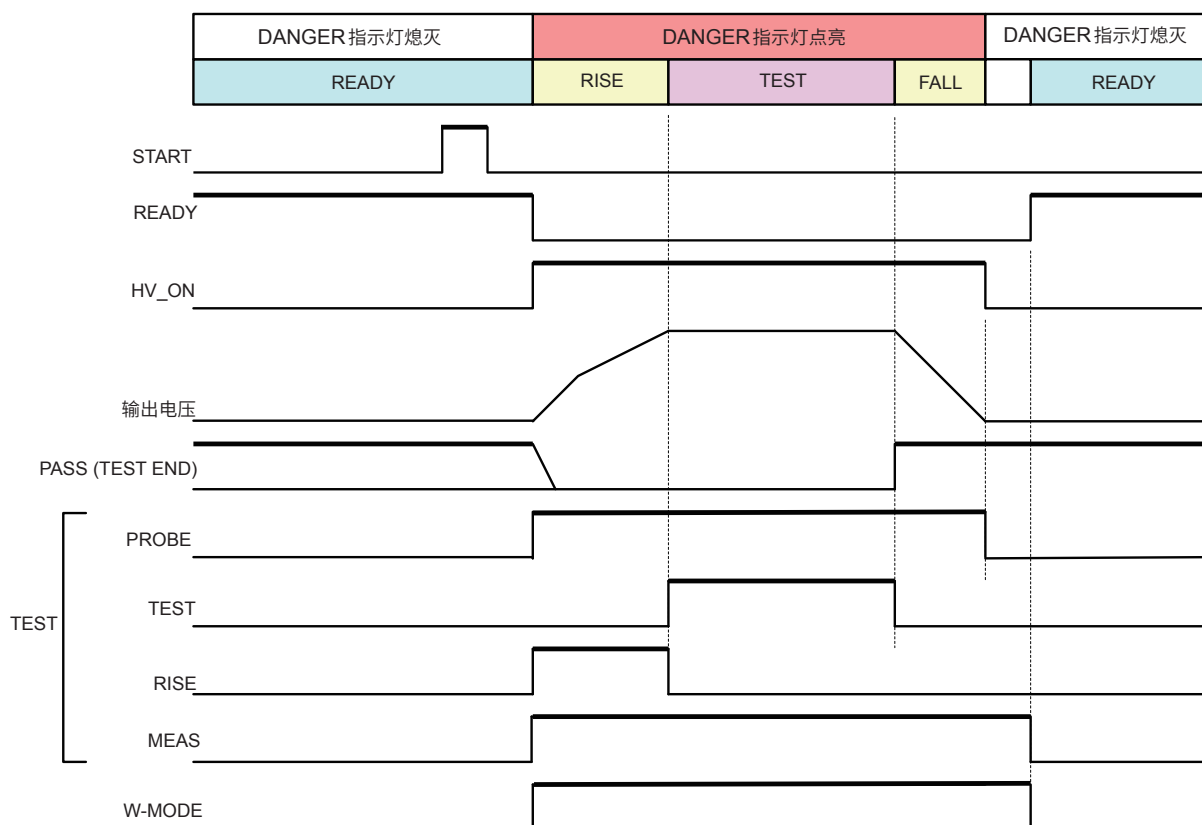 DANGER指示灯熄灭 DANGER指示灯点亮 DANGER指示灯熄灭
READY RISE TEST FALL READY
START
READY
HV_ON
输出电压
PASS (TEST END)
PROBE
TEST
TEST
RISE
MEAS
W-MODE